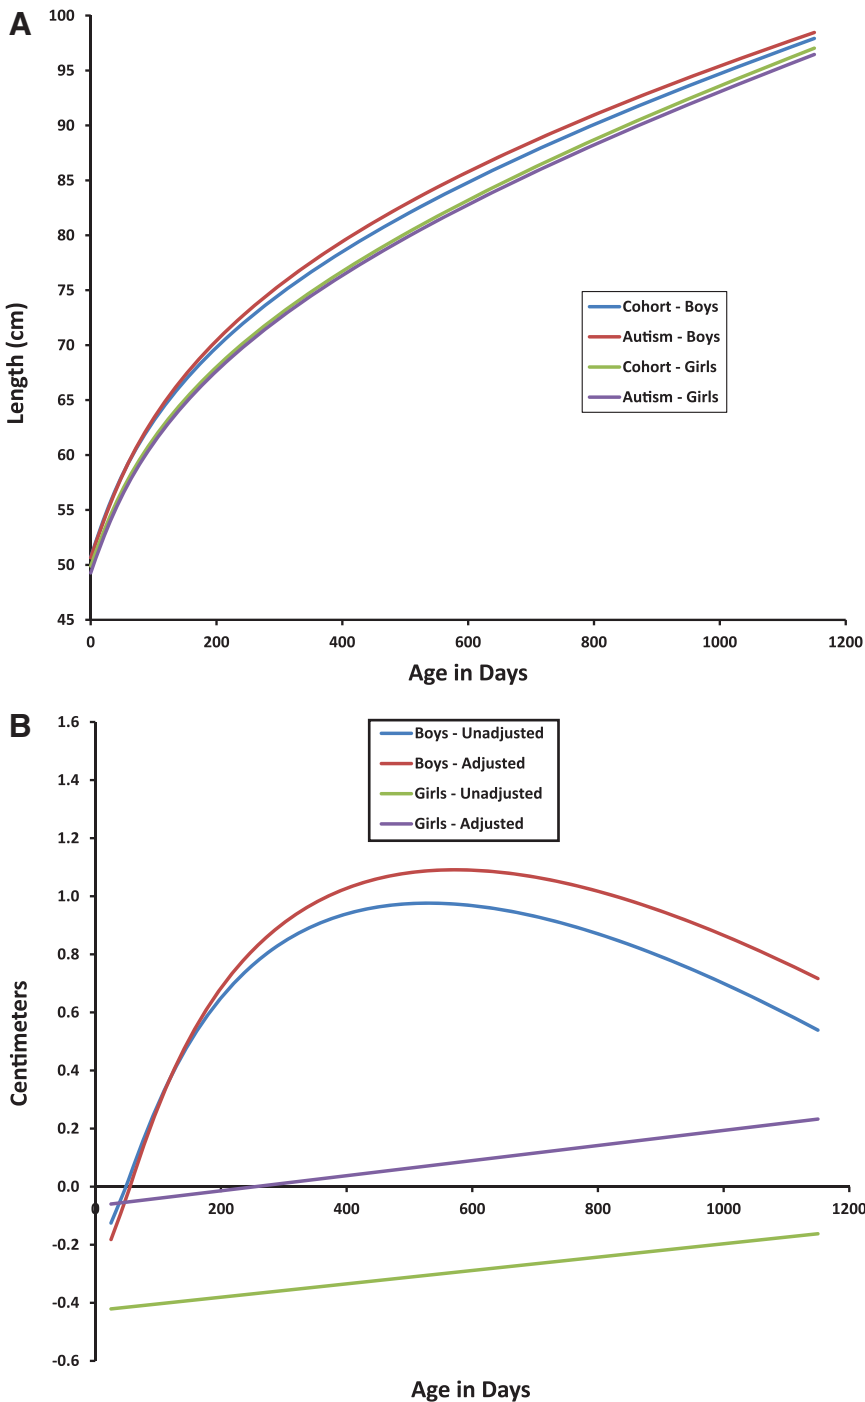 A
100
95
90
85
80
75
70
65
60
55
50
45
Length (cm)
Cohort - Boys
Autism - Boys
Cohort - Girls
Autism - Girls
0 200 400 600 800 1000 1200
Age in Days
B
1.6
1.4
1.2
1.0
0.8
0.6
0.4
0.2
0.0
-0.2
-0.4
-0.6
Centimeters
Boys - Unadjusted
Boys - Adjusted
Girls - Unadjusted
Girls - Adjusted
0 200 400 600 800 1000 1200
Age in Days